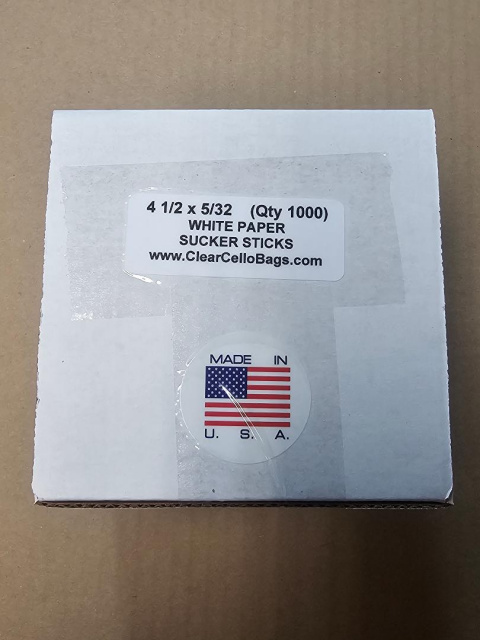 4 1/2 x 5/32 (Qty 1000)
WHITE PAPER
SUCKER STICKS
www.ClearCelloBags.com
MADE IN
U. S. A.